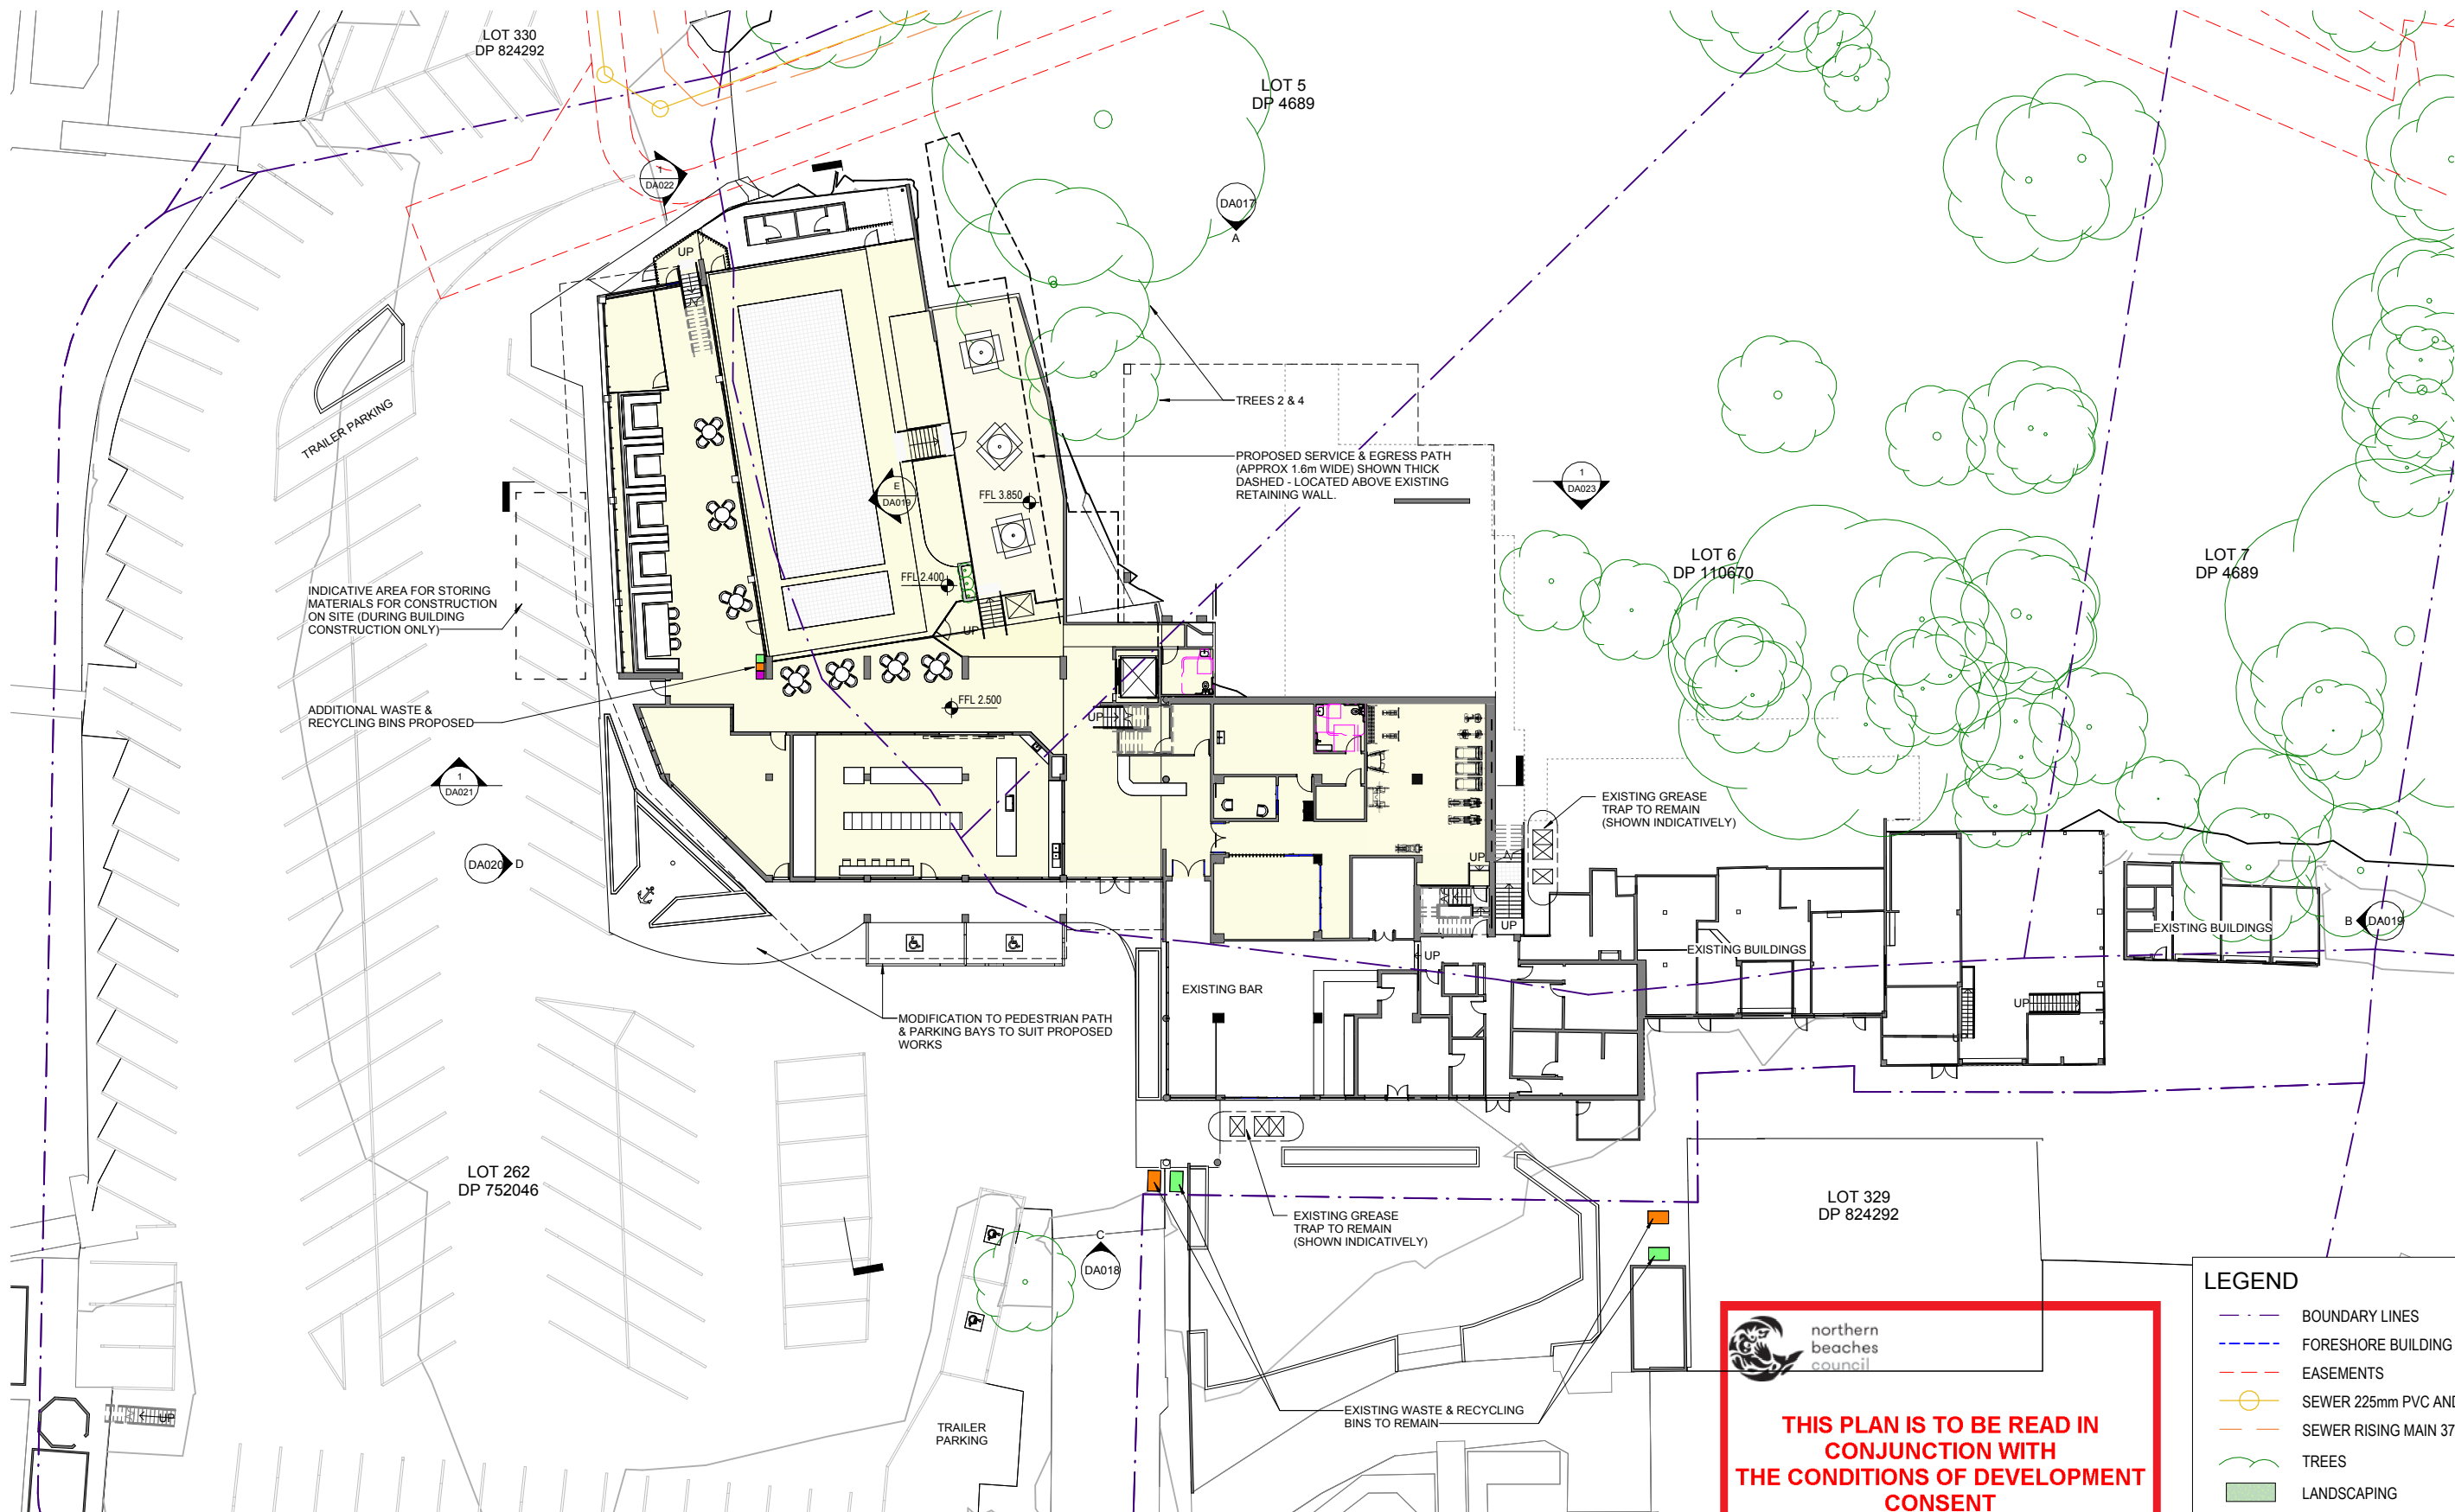 LOT 330
DP 824292
LOT 5
DP 4689
1
DA022
DA017
A
UP
TRAILER PARKING
TREES 2 & 4
PROPOSED SERVICE & EGRESS PATH
(APPROX 1.6m WIDE) SHOWN THICK
DASHED - LOCATED ABOVE EXISTING
RETAINING WALL.
1
DA023
E
DA019
FFL 3.850
FFL 2.400
UP
LOT 6
DP 110670
LOT 7
DP 4689
INDICATIVE AREA FOR STORING
MATERIALS FOR CONSTRUCTION
ON SITE (DURING BUILDING
CONSTRUCTION ONLY)
ADDITIONAL WASTE &
RECYCLING BINS PROPOSED
FFL 2.500
UP
1
DA021
DA020
D
EXISTING GREASE
TRAP TO REMAIN
(SHOWN INDICATIVELY)
UP
UP
UP
EXISTING BUILDINGS
EXISTING BUILDINGS
B
DA019
UP
EXISTING BAR
MODIFICATION TO PEDESTRIAN PATH
& PARKING BAYS TO SUIT PROPOSED
WORKS
LOT 262
DP 752046
C
DA018
EXISTING GREASE
TRAP TO REMAIN
(SHOWN INDICATIVELY)
LOT 329
DP 824292
UP
TRAILER
PARKING
EXISTING WASTE & RECYCLING
BINS TO REMAIN
northern
beaches
council
THIS PLAN IS TO BE READ IN
CONJUNCTION WITH
THE CONDITIONS OF DEVELOPMENT
CONSENT
LEGEND
BOUNDARY LINES
FORESHORE BUILDING
EASEMENTS
SEWER 225mm PVC AND
SEWER RISING MAIN 37
TREES
LANDSCAPING